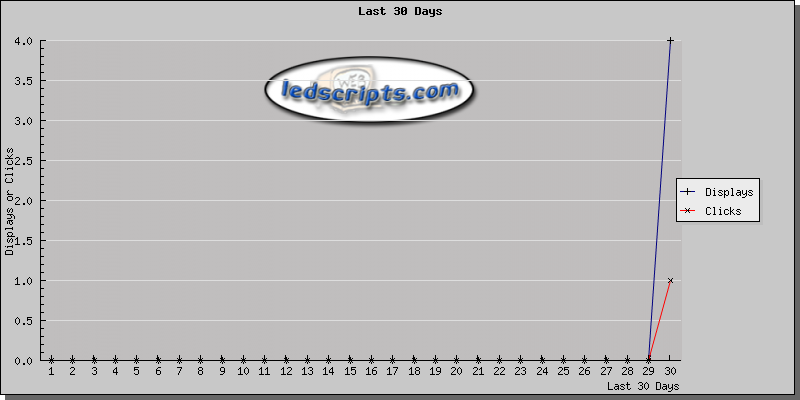 Last 30 Days
4.0
3.5
3.0
2.5
2.0
1.5
1.0
0.5
0.0
Displays or Clicks
WEB
ledscripts.com
Displays
Clicks
1 2 3 4 5 6 7 8 9 10 11 12 13 14 15 16 17 18 19 20 21 22 23 24 25 26 27 28 29 30
Last 30 Days